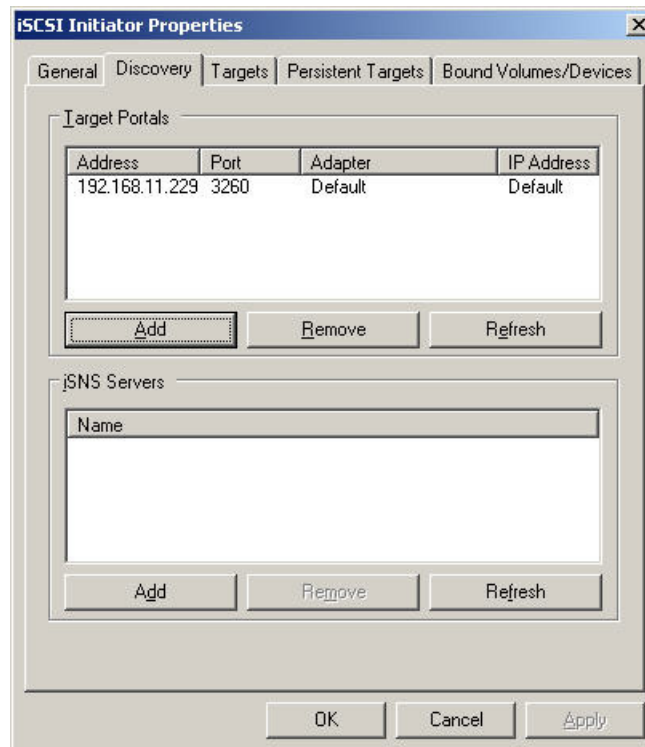 iSCSI Initiator Properties
General Discovery Targets Persistent Targets Bound Volumes/Devices
Target Portals
Address Port Adapter IP Address
192.168.11.229 3260 Default Default
Add Remove Refresh
iSNS Servers
Name
Add Remove Refresh
OK Cancel Apply